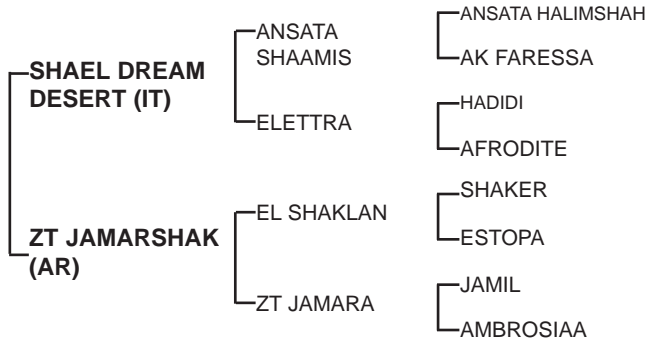 SHAEL DREAM
DESERT (IT)
ZT JAMARSHAK
(AR)
ANSATA
SHAAMIS
ELETTRA
EL SHAKLAN
ZT JAMARA
ANSATA HALIMSHAH
AK FARESSA
HADIDI
AFRODITE
SHAKER
ESTOPA
JAMIL
AMBROSIAA